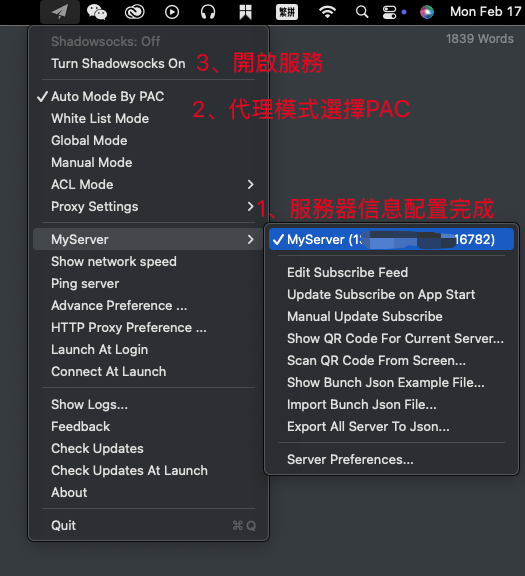 繁拼
Mon Feb 17
1839 Words
Shadowsocks: Off
Turn Shadowsocks On
3、開啟服務
Auto Mode By PAC
2、代理模式選擇PAC
White List Mode
Global Mode
Manual Mode
ACL Mode
Proxy Settings
1、服務器信息配置完成
MyServer
MyServer (13 16782)
Show network speed
Ping server
Advance Preference ...
HTTP Proxy Preference ...
Launch At Login
Connect At Launch
Edit Subscribe Feed
Update Subscribe on App Start
Manual Update Subscribe
Show QR Code For Current Server...
Scan QR Code From Screen...
Show Bunch Json Example File...
Import Bunch Json File...
Export All Server To Json...
Server Preferences...
Show Logs...
Feedback
Check Updates
Check Updates At Launch
About
Quit
⌘Q